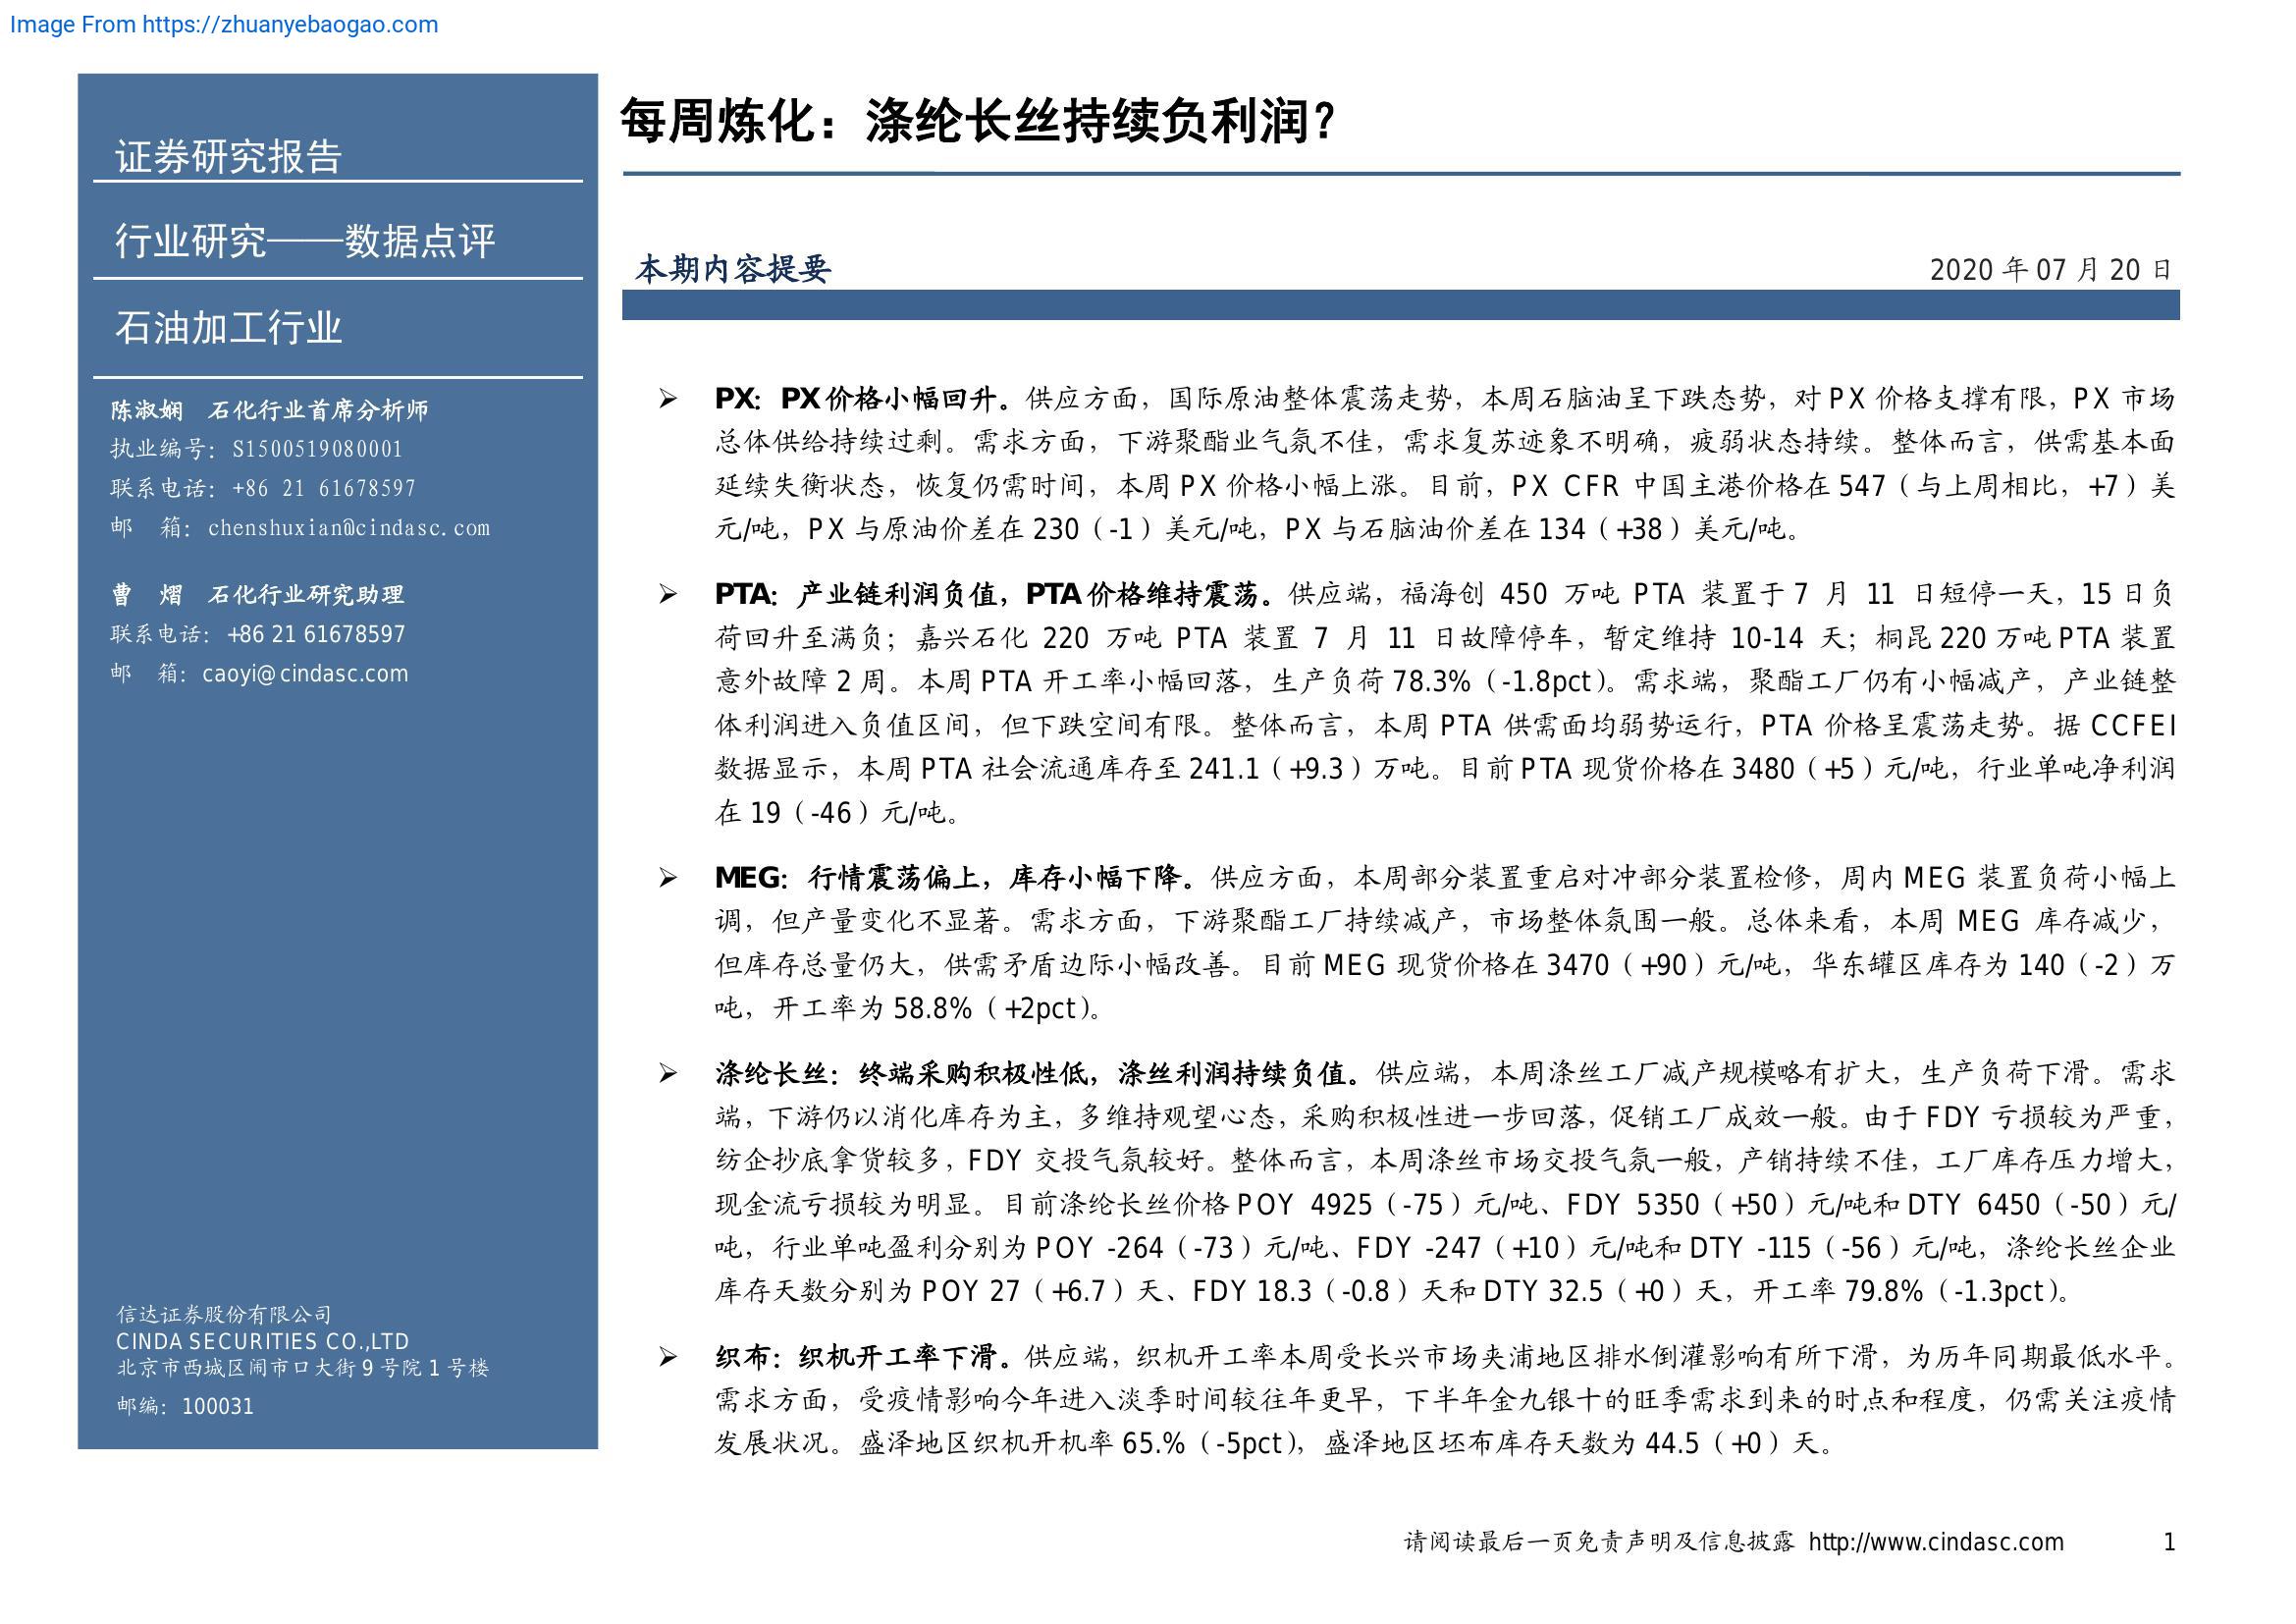 Image From https://zhuanyebaogao.com
证券研究报告
行业研究——数据点评
石油加工行业
陈淑娴 石化行业首席分析师
执业编号：S1500519080001
联系电话：+86 21 61678597
邮 箱：chenshuxian@cindasc.com
曹 熠 石化行业研究助理
联系电话：+86 21 61678597
邮 箱：caoyi@cindasc.com
信达证券股份有限公司
CINDA SECURITIES CO.,LTD
北京市西城区闹市口大街 9 号院 1 号楼
邮编：100031
每周炼化：涤纶长丝持续负利润？
本期内容提要
2020 年 07 月 20 日
➢ PX：PX 价格小幅回升。供应方面，国际原油整体震荡走势，本周石脑油呈下跌态势，对 PX 价格支撑有限，PX 市场
总体供给持续过剩。需求方面，下游聚酯业气氛不佳，需求复苏迹象不明确，疲弱状态持续。整体而言，供需基本面
延续失衡状态，恢复仍需时间，本周 PX 价格小幅上涨。目前，PX CFR 中国主港价格在 547（与上周相比，+7）美
元/吨，PX 与原油价差在 230（-1）美元/吨，PX 与石脑油价差在 134（+38）美元/吨。
➢ PTA：产业链利润负值，PTA 价格维持震荡。供应端，福海创 450 万吨 PTA 装置于 7 月 11 日短停一天，15 日负
荷回升至满负；嘉兴石化 220 万吨 PTA 装置 7 月 11 日故障停车，暂定维持 10-14 天；桐昆 220 万吨 PTA 装置
意外故障 2 周。本周 PTA 开工率小幅回落，生产负荷 78.3%（-1.8pct）。需求端，聚酯工厂仍有小幅减产，产业链整
体利润进入负值区间，但下跌空间有限。整体而言，本周 PTA 供需面均弱势运行，PTA 价格呈震荡走势。据 CCFEI
数据显示，本周 PTA 社会流通库存至 241.1（+9.3）万吨。目前 PTA 现货价格在 3480（+5）元/吨，行业单吨净利润
在 19（-46）元/吨。
➢ MEG：行情震荡偏上，库存小幅下降。供应方面，本周部分装置重启对冲部分装置检修，周内 MEG 装置负荷小幅上
调，但产量变化不显著。需求方面，下游聚酯工厂持续减产，市场整体氛围一般。总体来看，本周 MEG 库存减少，
但库存总量仍大，供需矛盾边际小幅改善。目前 MEG 现货价格在 3470（+90）元/吨，华东罐区库存为 140（-2）万
吨，开工率为 58.8%（+2pct）。
➢ 涤纶长丝：终端采购积极性低，涤丝利润持续负值。供应端，本周涤丝工厂减产规模略有扩大，生产负荷下滑。需求
端，下游仍以消化库存为主，多维持观望心态，采购积极性进一步回落，促销工厂成效一般。由于 FDY 亏损较为严重，
纺企抄底拿货较多，FDY 交投气氛较好。整体而言，本周涤丝市场交投气氛一般，产销持续不佳，工厂库存压力增大，
现金流亏损较为明显。目前涤纶长丝价格 POY 4925（-75）元/吨、FDY 5350（+50）元/吨和 DTY 6450（-50）元/
吨，行业单吨盈利分别为 POY -264（-73）元/吨、FDY -247（+10）元/吨和 DTY -115（-56）元/吨，涤纶长丝企业
库存天数分别为 POY 27（+6.7）天、FDY 18.3（-0.8）天和 DTY 32.5（+0）天，开工率 79.8%（-1.3pct）。
➢ 织布：织机开工率下滑。供应端，织机开工率本周受长兴市场夹浦地区排水倒灌影响有所下滑，为历年同期最低水平。
需求方面，受疫情影响今年进入淡季时间较往年更早，下半年金九银十的旺季需求到来的时点和程度，仍需关注疫情
发展状况。盛泽地区织机开机率 65.%（-5pct），盛泽地区坯布库存天数为 44.5（+0）天。
请阅读最后一页免责声明及信息披露 http://www.cindasc.com 1